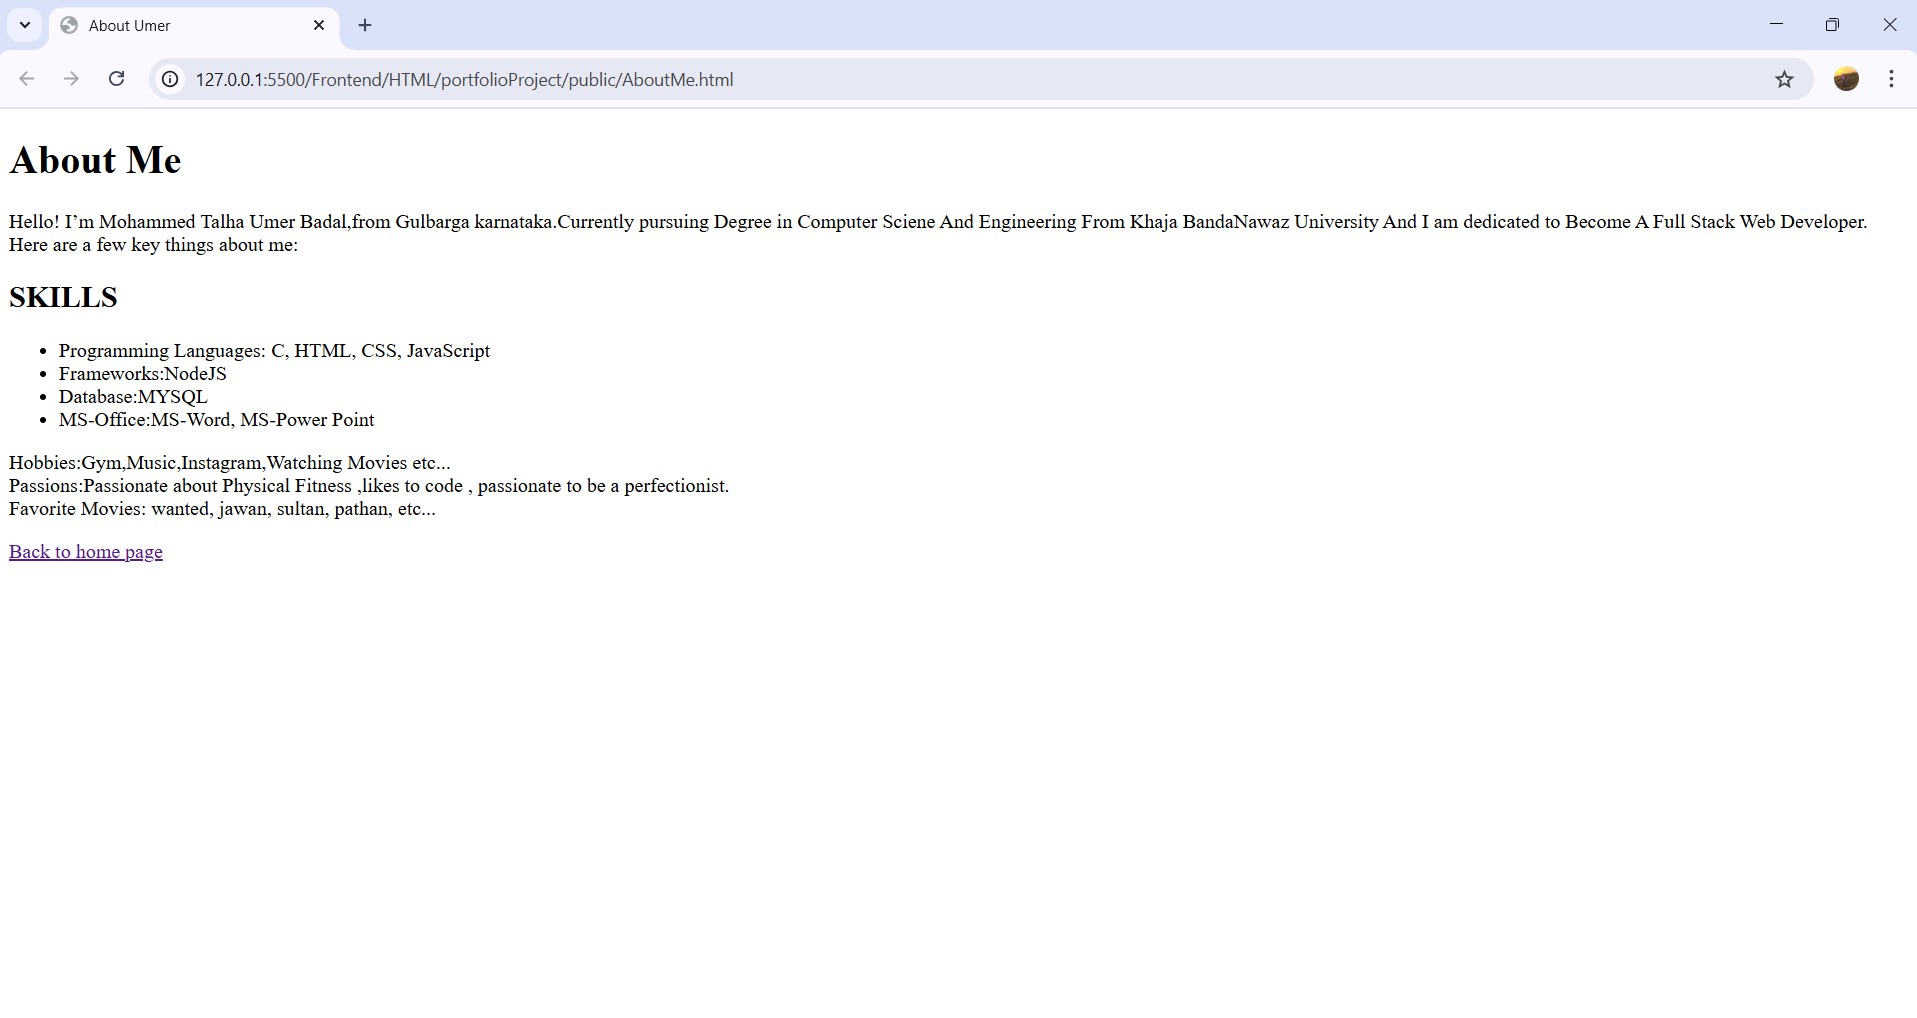 About Umer
127.0.0.1:5500/Frontend/HTML/portfolioProject/public/AboutMe.html
About Me
Hello! I’m Mohammed Talha Umer Badal,from Gulbarga karnataka.Currently pursuing Degree in Computer Sciene And Engineering From Khaja BandaNawaz University And I am dedicated to Become A Full Stack Web Developer.
Here are a few key things about me:
SKILLS
• Programming Languages: C, HTML, CSS, JavaScript
• Frameworks:NodeJS
• Database:MYSQL
• MS-Office:MS-Word, MS-Power Point
Hobbies:Gym,Music,Instagram,Watching Movies etc...
Passions:Passionate about Physical Fitness ,likes to code , passionate to be a perfectionist.
Favorite Movies: wanted, jawan, sultan, pathan, etc...
Back to home page